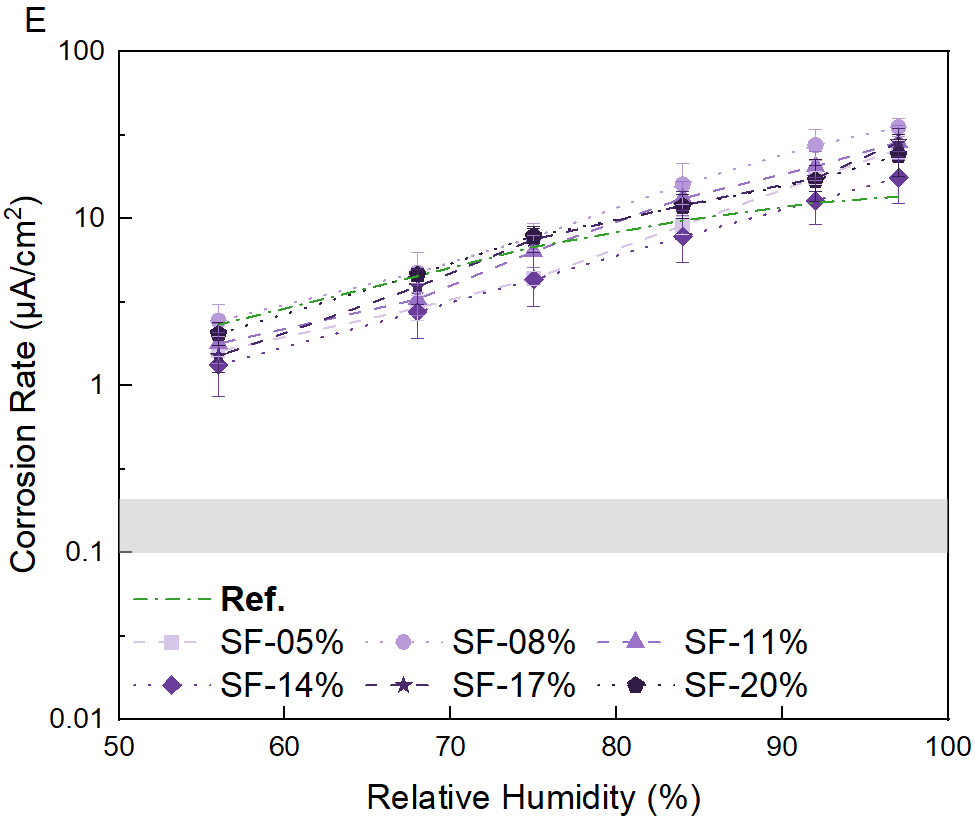 E
100
10
1
0.1
0.01
Corrosion Rate (µA/cm²)
Ref.
SF-05% SF-08% SF-11%
SF-14% SF-17% SF-20%
50 60 70 80 90 100
Relative Humidity (%)